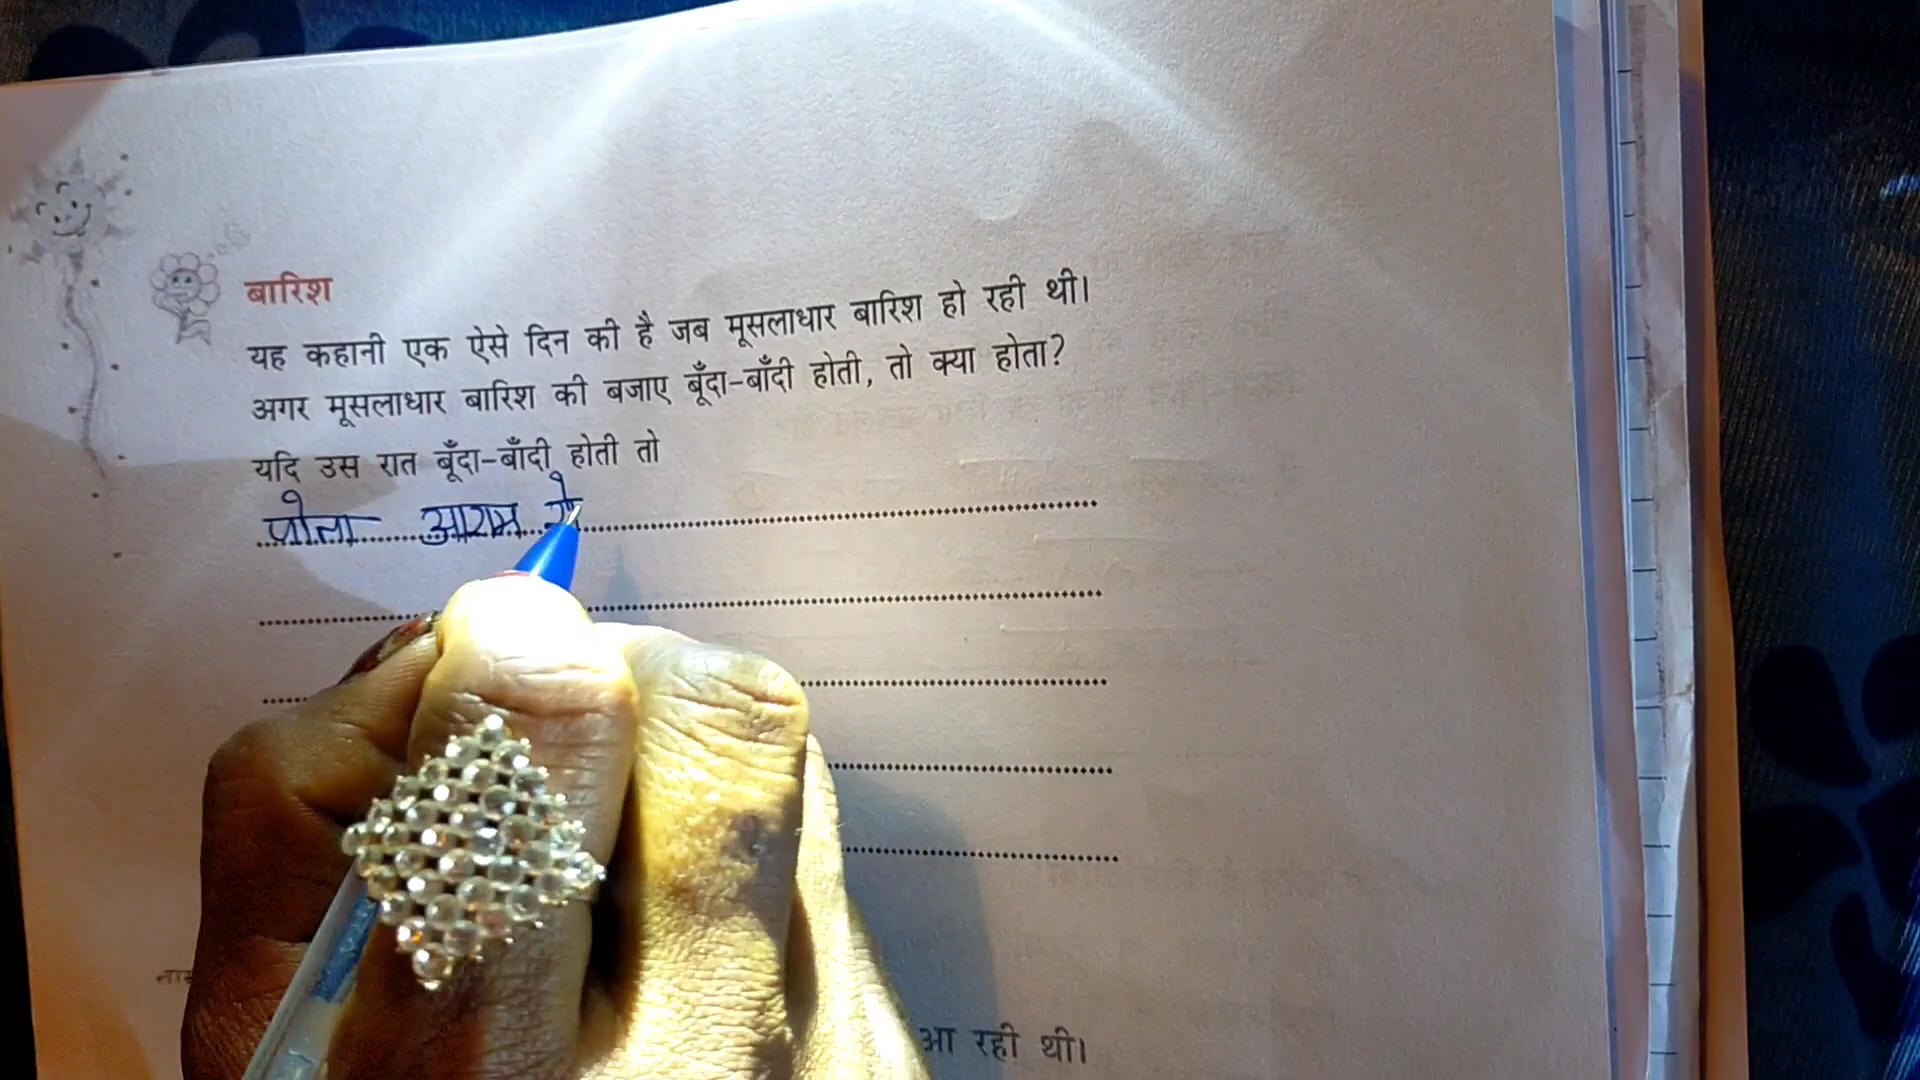 बारिश
यह कहानी एक ऐसे दिन की है जब मूसलाधार बारिश हो रही थी।
अगर मूसलाधार बारिश की बजाए बूँदा-बाँदी होती, तो क्या होता?
यदि उस रात बूँदा-बाँदी होती तो
आराम से
आ रही थी।